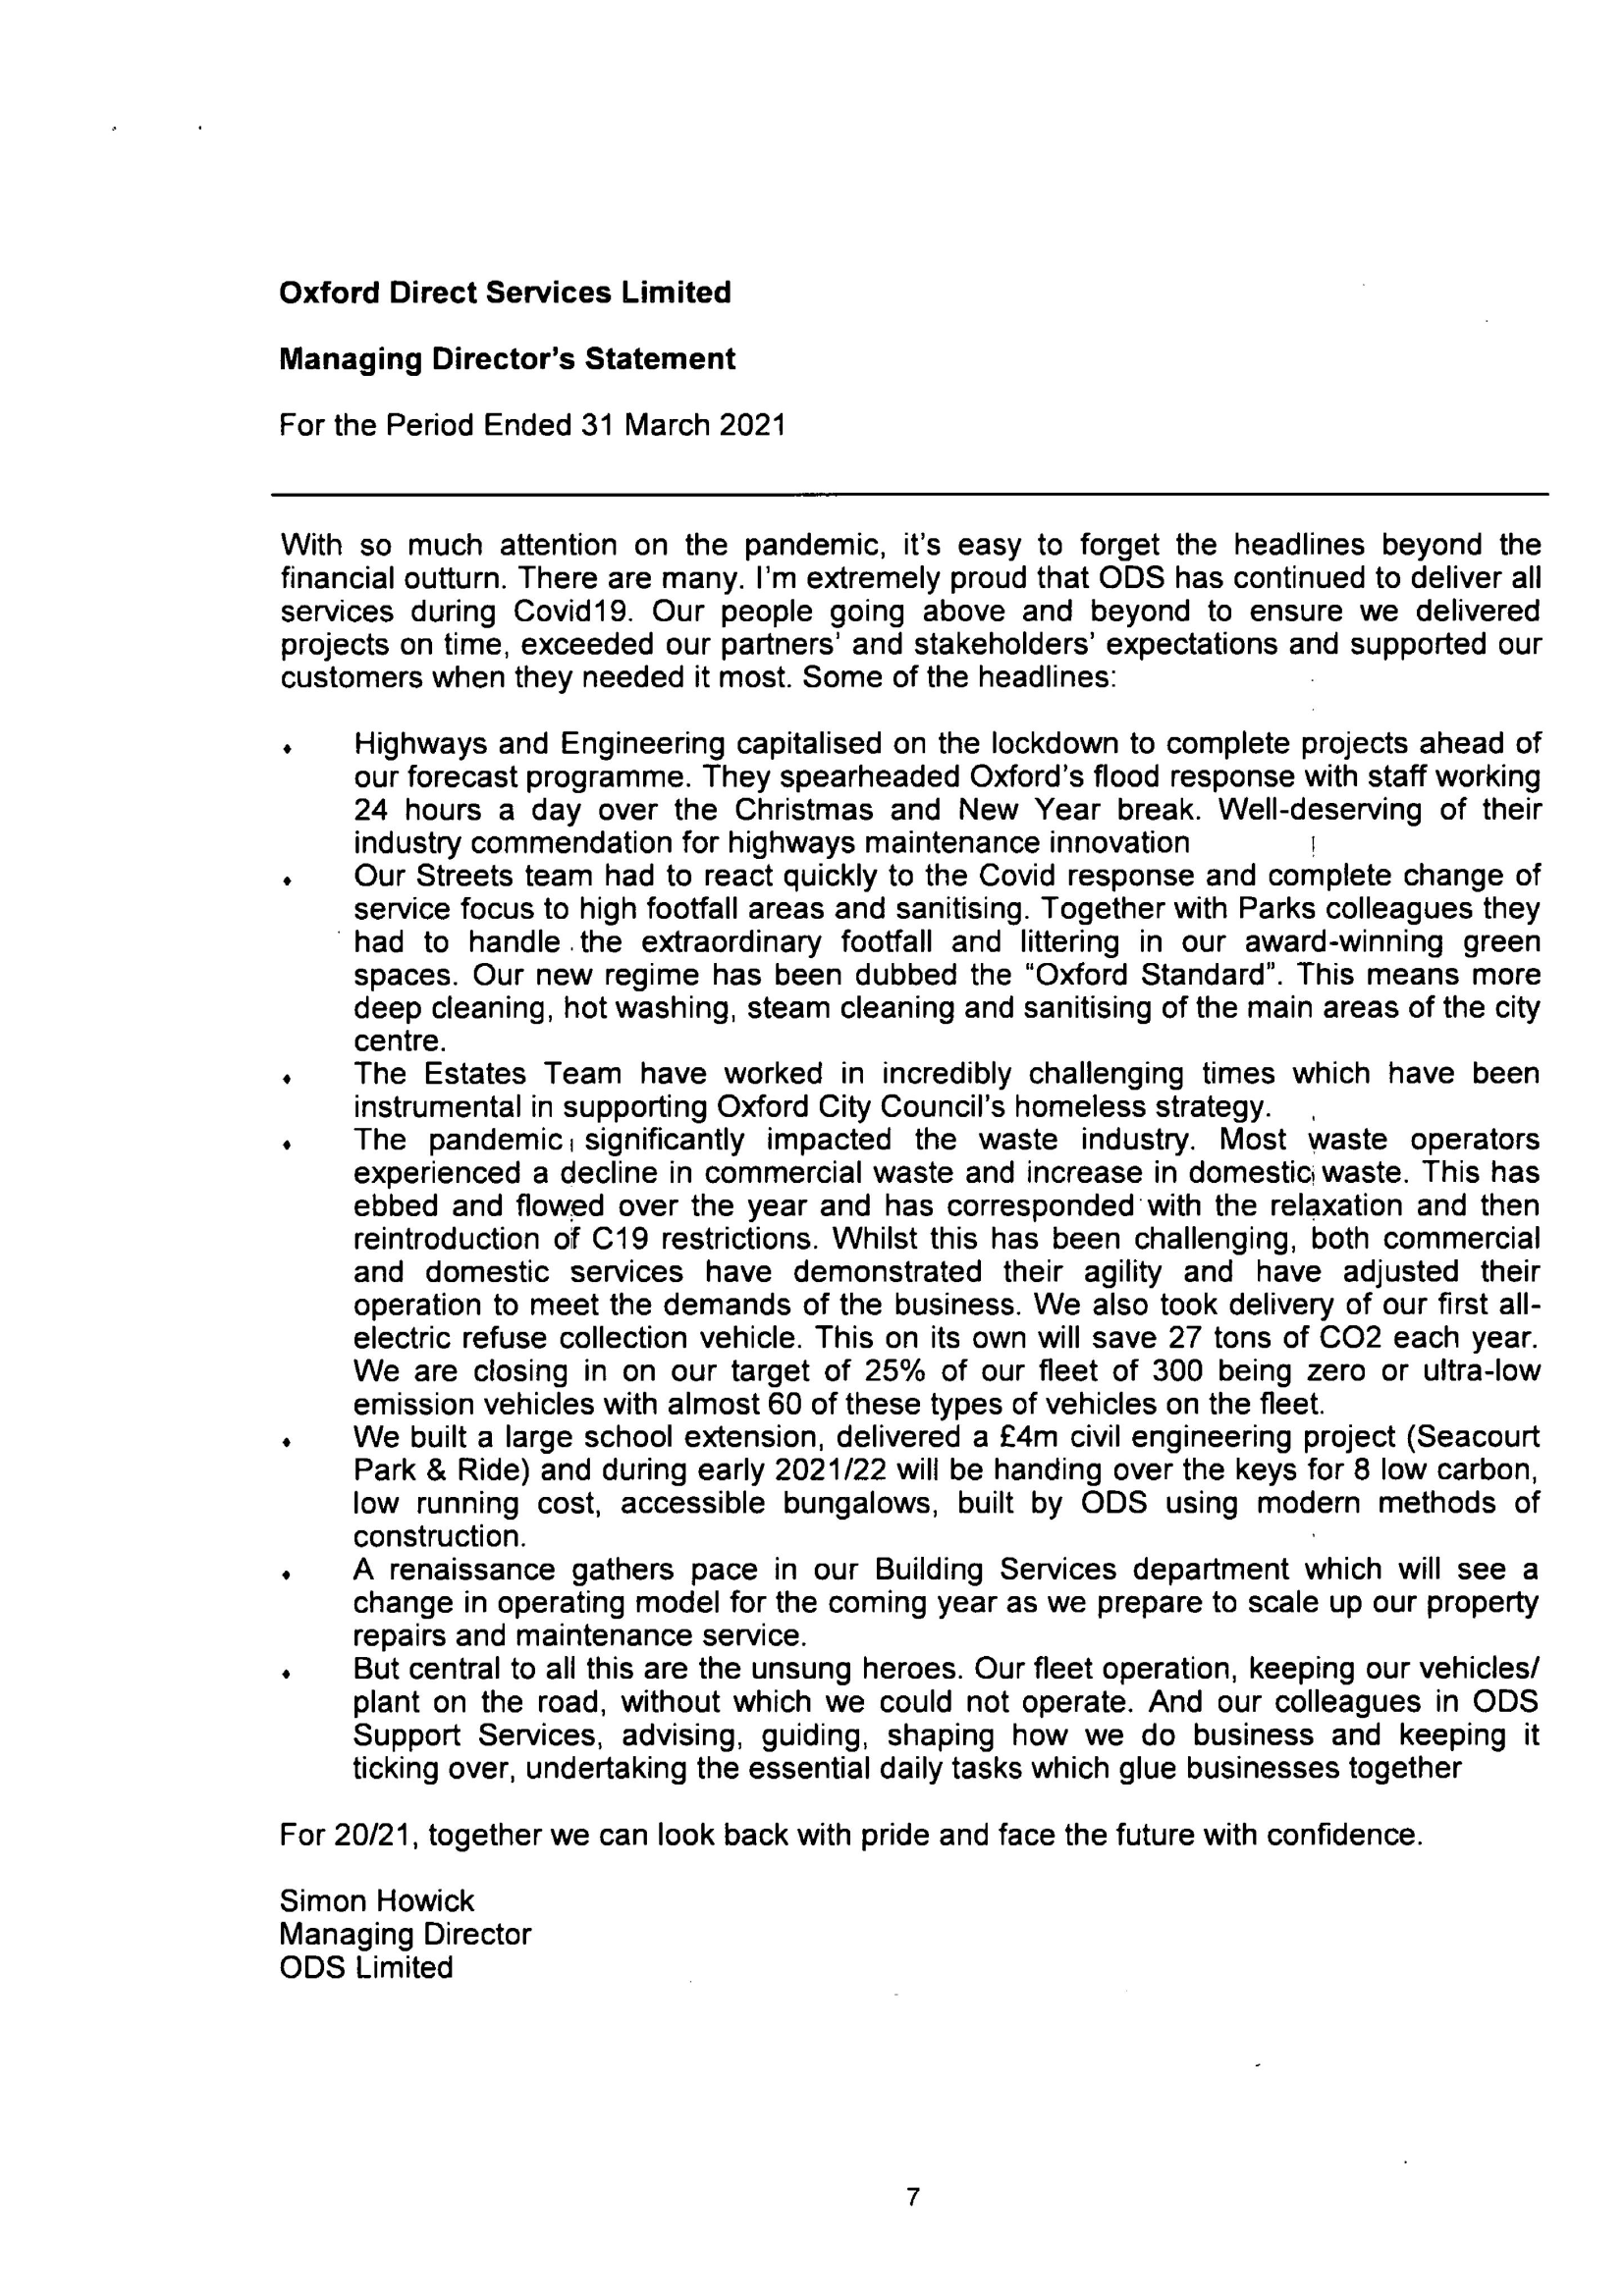 Oxford Direct Services Limited
Managing Director's Statement
For the Period Ended 31 March 2021
With so much attention on the pandemic, it's easy to forget the headlines beyond the
financial outturn. There are many. I'm extremely proud that ODS has continued to deliver all
services during Covid19. Our people going above and beyond to ensure we delivered
projects on time, exceeded our partners' and stakeholders' expectations and supported our
customers when they needed it most. Some of the headlines:
• Highways and Engineering capitalised on the lockdown to complete projects ahead of
our forecast programme. They spearheaded Oxford's flood response with staff working
24 hours a day over the Christmas and New Year break. Well-deserving of their
industry commendation for highways maintenance innovation
• Our Streets team had to react quickly to the Covid response and complete change of
service focus to high footfall areas and sanitising. Together with Parks colleagues they
had to handle the extraordinary footfall and littering in our award-winning green
spaces. Our new regime has been dubbed the "Oxford Standard". This means more
deep cleaning, hot washing, steam cleaning and sanitising of the main areas of the city
centre.
• The Estates Team have worked in incredibly challenging times which have been
instrumental in supporting Oxford City Council's homeless strategy.
• The pandemic significantly impacted the waste industry. Most waste operators
experienced a decline in commercial waste and increase in domestic waste. This has
ebbed and flowed over the year and has corresponded with the relaxation and then
reintroduction of C19 restrictions. Whilst this has been challenging, both commercial
and domestic services have demonstrated their agility and have adjusted their
operation to meet the demands of the business. We also took delivery of our first all-
electric refuse collection vehicle. This on its own will save 27 tons of CO2 each year.
We are closing in on our target of 25% of our fleet of 300 being zero or ultra-low
emission vehicles with almost 60 of these types of vehicles on the fleet.
• We built a large school extension, delivered a £4m civil engineering project (Seacourt
Park & Ride) and during early 2021/22 will be handing over the keys for 8 low carbon,
low running cost, accessible bungalows, built by ODS using modern methods of
construction.
• A renaissance gathers pace in our Building Services department which will see a
change in operating model for the coming year as we prepare to scale up our property
repairs and maintenance service.
• But central to all this are the unsung heroes. Our fleet operation, keeping our vehicles/
plant on the road, without which we could not operate. And our colleagues in ODS
Support Services, advising, guiding, shaping how we do business and keeping it
ticking over, undertaking the essential daily tasks which glue businesses together
For 20/21, together we can look back with pride and face the future with confidence.
Simon Howick
Managing Director
ODS Limited
7